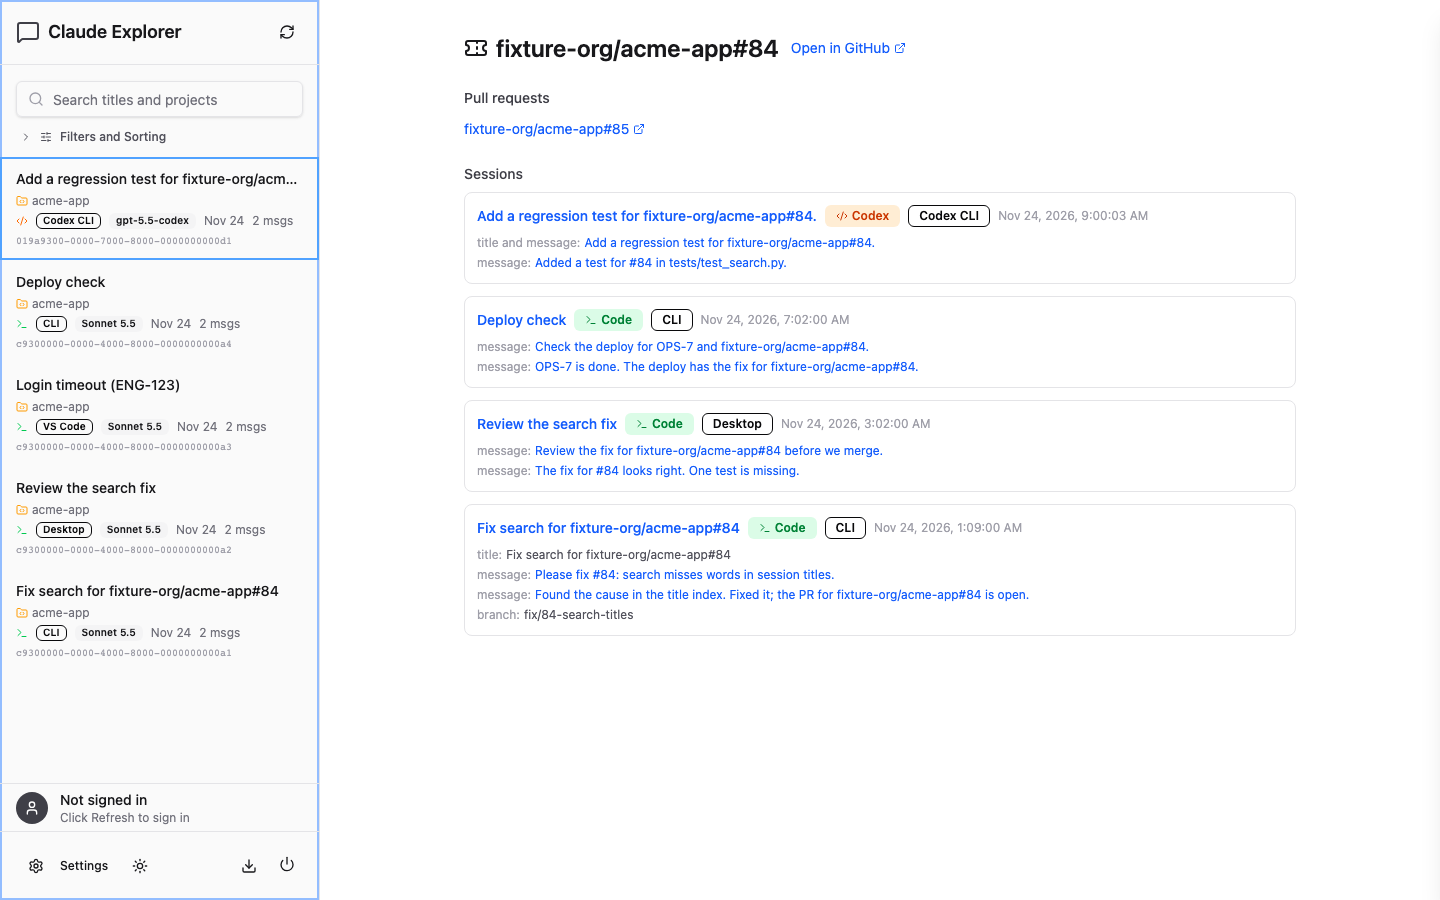 Claude Explorer
Search titles and projects
Filters and Sorting
Add a regression test for fixture-org/acm...
acme-app
Codex CLI gpt-5.5-codex Nov 24 2 msgs
019a9300-0000-7000-8000-0000000000d1
Deploy check
acme-app
CLI Sonnet 5.5 Nov 24 2 msgs
c9300000-0000-4000-8000-0000000000a4
Login timeout (ENG-123)
acme-app
VS Code Sonnet 5.5 Nov 24 2 msgs
c9300000-0000-4000-8000-0000000000a3
Review the search fix
acme-app
Desktop Sonnet 5.5 Nov 24 2 msgs
c9300000-0000-4000-8000-0000000000a2
Fix search for fixture-org/acme-app#84
acme-app
CLI Sonnet 5.5 Nov 24 2 msgs
c9300000-0000-4000-8000-0000000000a1
Not signed in
Click Refresh to sign in
Settings
fixture-org/acme-app#84 Open in GitHub
Pull requests
fixture-org/acme-app#85
Sessions
Add a regression test for fixture-org/acme-app#84. Codex Codex CLI Nov 24, 2026, 9:00:03 AM
title and message: Add a regression test for fixture-org/acme-app#84.
message: Added a test for #84 in tests/test_search.py.
Deploy check Code CLI Nov 24, 2026, 7:02:00 AM
message: Check the deploy for OPS-7 and fixture-org/acme-app#84.
message: OPS-7 is done. The deploy has the fix for fixture-org/acme-app#84.
Review the search fix Code Desktop Nov 24, 2026, 3:02:00 AM
message: Review the fix for fixture-org/acme-app#84 before we merge.
message: The fix for #84 looks right. One test is missing.
Fix search for fixture-org/acme-app#84 Code CLI Nov 24, 2026, 1:09:00 AM
title: Fix search for fixture-org/acme-app#84
message: Please fix #84: search misses words in session titles.
message: Found the cause in the title index. Fixed it; the PR for fixture-org/acme-app#84 is open.
branch: fix/84-search-titles